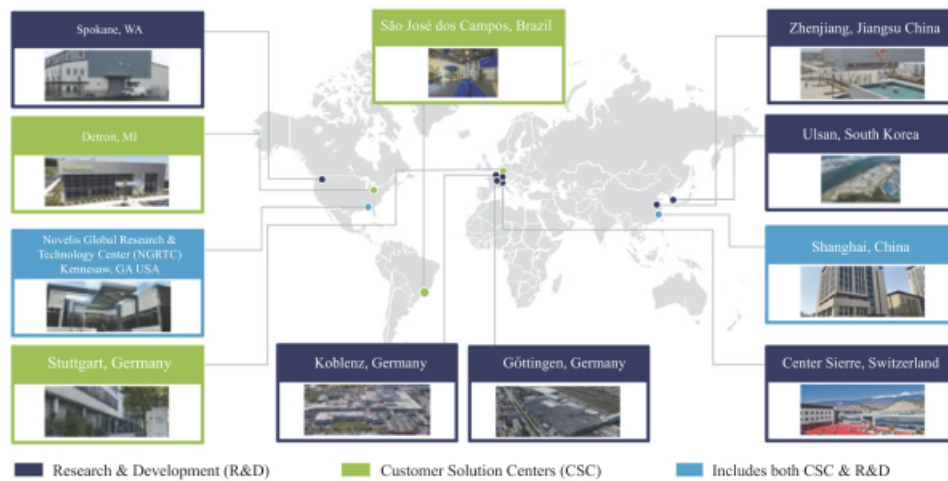 Spokane, WA
São José dos Campos, Brazil
Zhenjiang, Jiangsu China
Detroit, MI
Ulsan, South Korea
Novelis Global Research &
Technology Center (NGRTC)
Kennesaw, GA USA
Shanghai, China
Stuttgart, Germany
Koblenz, Germany
Göttingen, Germany
Center Sierre, Switzerland
Research & Development (R&D)
Customer Solution Centers (CSC)
Includes both CSC & R&D